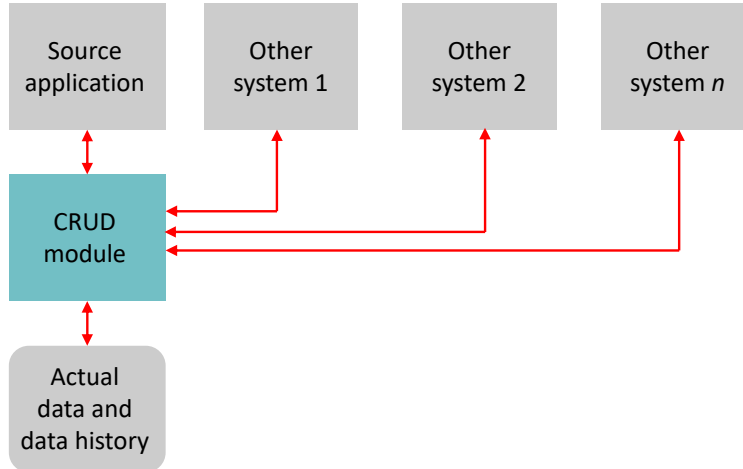 Source
application
Other
system 1
Other
system 2
Other
system n
CRUD
module
Actual
data and
data history